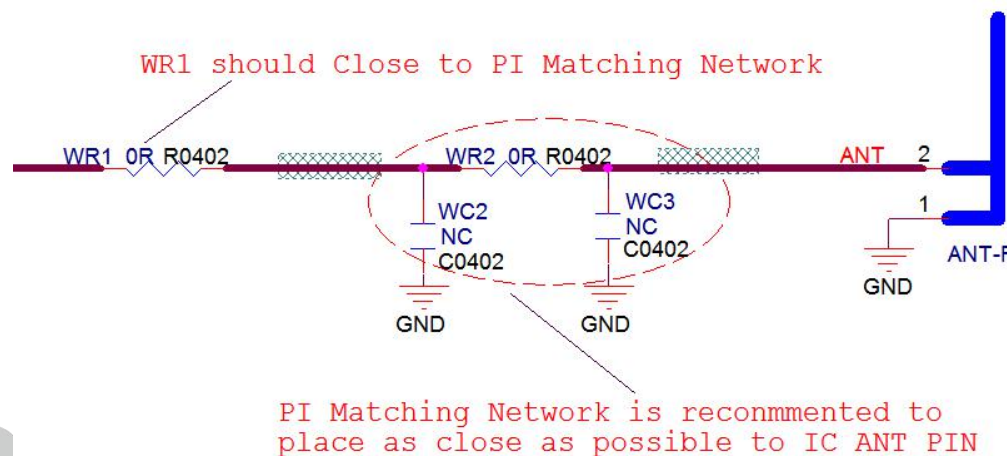 WR1 should Close to PI Matching Network
WR1 0R R0402
WR2 0R R0402
ANT 2
WC2
NC
C0402
WC3
NC
C0402
1
GND
GND
GND
ANT-F
PI Matching Network is reconmmented to
place as close as possible to IC ANT PIN